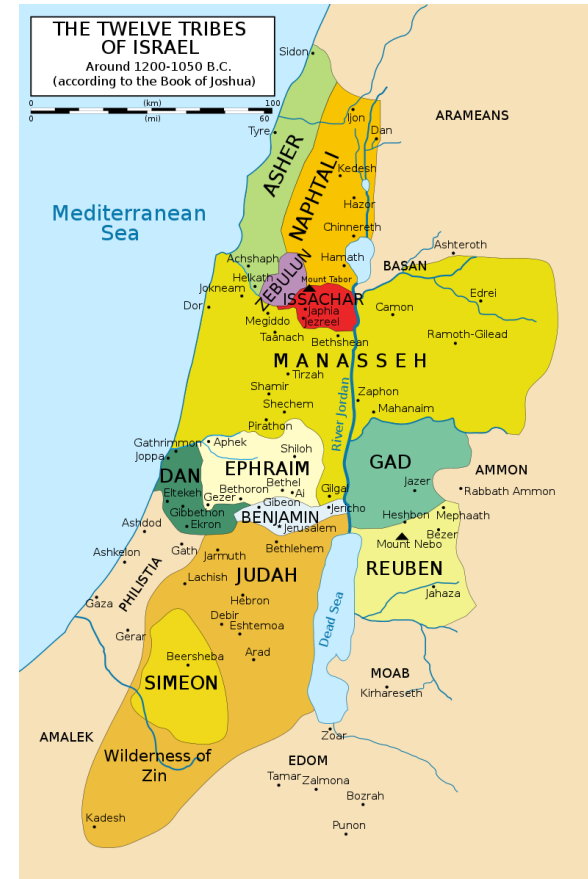 THE TWELVE TRIBES
OF ISRAEL
Around 1200-1050 B.C.
(according to the Book of Joshua)
0 (km) 100
0 (mi) 60
Sidon
ARAMEANS
Ijon
Tyre
Dan
ASHER
NAPHTALI
Kedesh
Hazor
Mediterranean
Sea
Chinnereth
Ashteroth
Achshaph
Hamath
BASAN
Helkath
ZEBULUN
Mount Tabor
Jokneam
ISSACHAR
Edrei
Dor
Japhia
Camon
Megiddo
Jezreel
Taanach
Bethshean
Ramoth-Gilead
MANASSEH
Tirzah
Shamir
Zaphon
Shechem
Mahanaim
River Jordan
Pirathon
Gathrimmon
Aphek
Joppa
Shiloh
DAN
EPHRAIM
GAD
AMMON
Bethel
Jazer
Rabbath Ammon
Eltekeh
Bethoron
Ai
Gilgal
Gezer
Gibeon
Gibbethon
Jericho
BENJAMIN
Heshbon
Mephaath
Ekron
Jerusalem
Ashdod
Bezer
Mount Nebo
Ashkelon
Gath
Jarmuth
Bethlehem
PHILISTIA
Lachish
JUDAH
REUBEN
Gaza
Hebron
Jahaza
Dead Sea
Debir
Eshtemoa
Gerar
Beersheba
Arad
SIMEON
MOAB
Kirhareseth
AMALEK
Zoar
Wilderness of
Zin
EDOM
Tamar
Zalmona
Bozrah
Kadesh
Punon